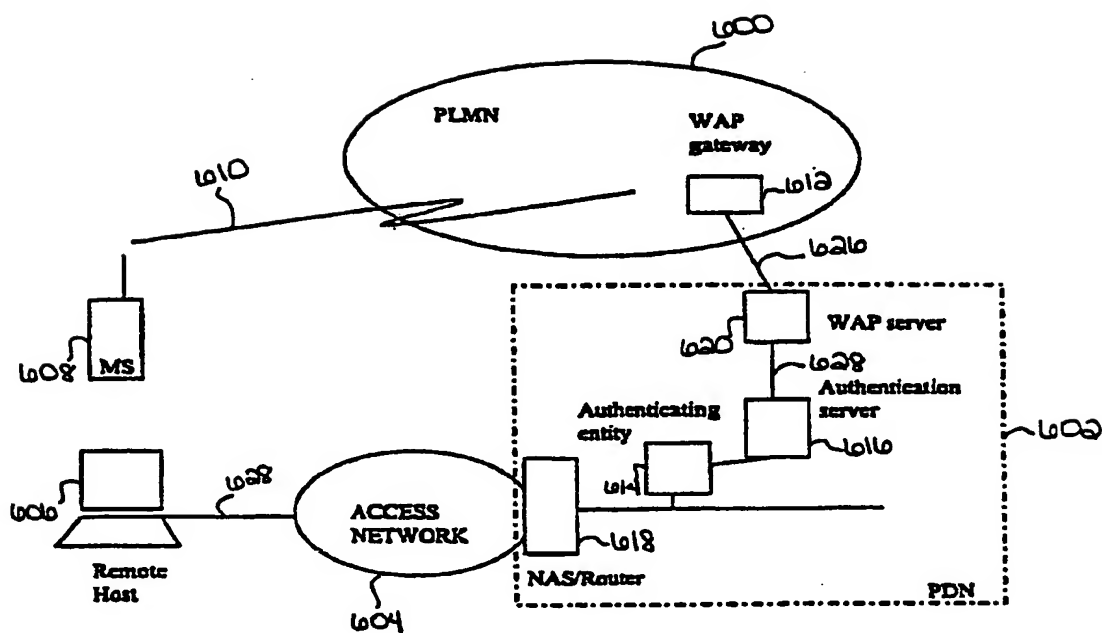 600
PLMN
WAP
gateway
610
612
626
WAP server
620
608
MS
628
Authentication
server
Authenticating
entity
602
616
614
606
628
ACCESS
NETWORK
618
Remote
Host
NAS/Router
PDN
604